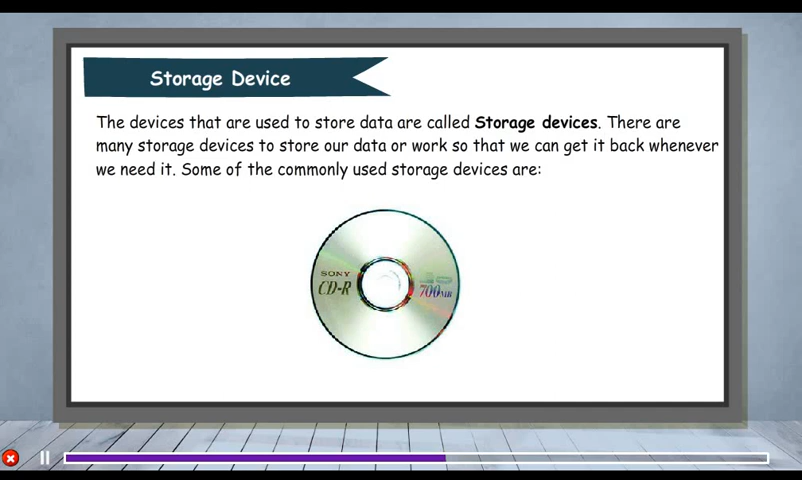 Storage Device
The devices that are used to store data are called Storage devices. There are
many storage devices to store our data or work so that we can get it back whenever
we need it. Some of the commonly used storage devices are:
SONY
CD-R
700MB